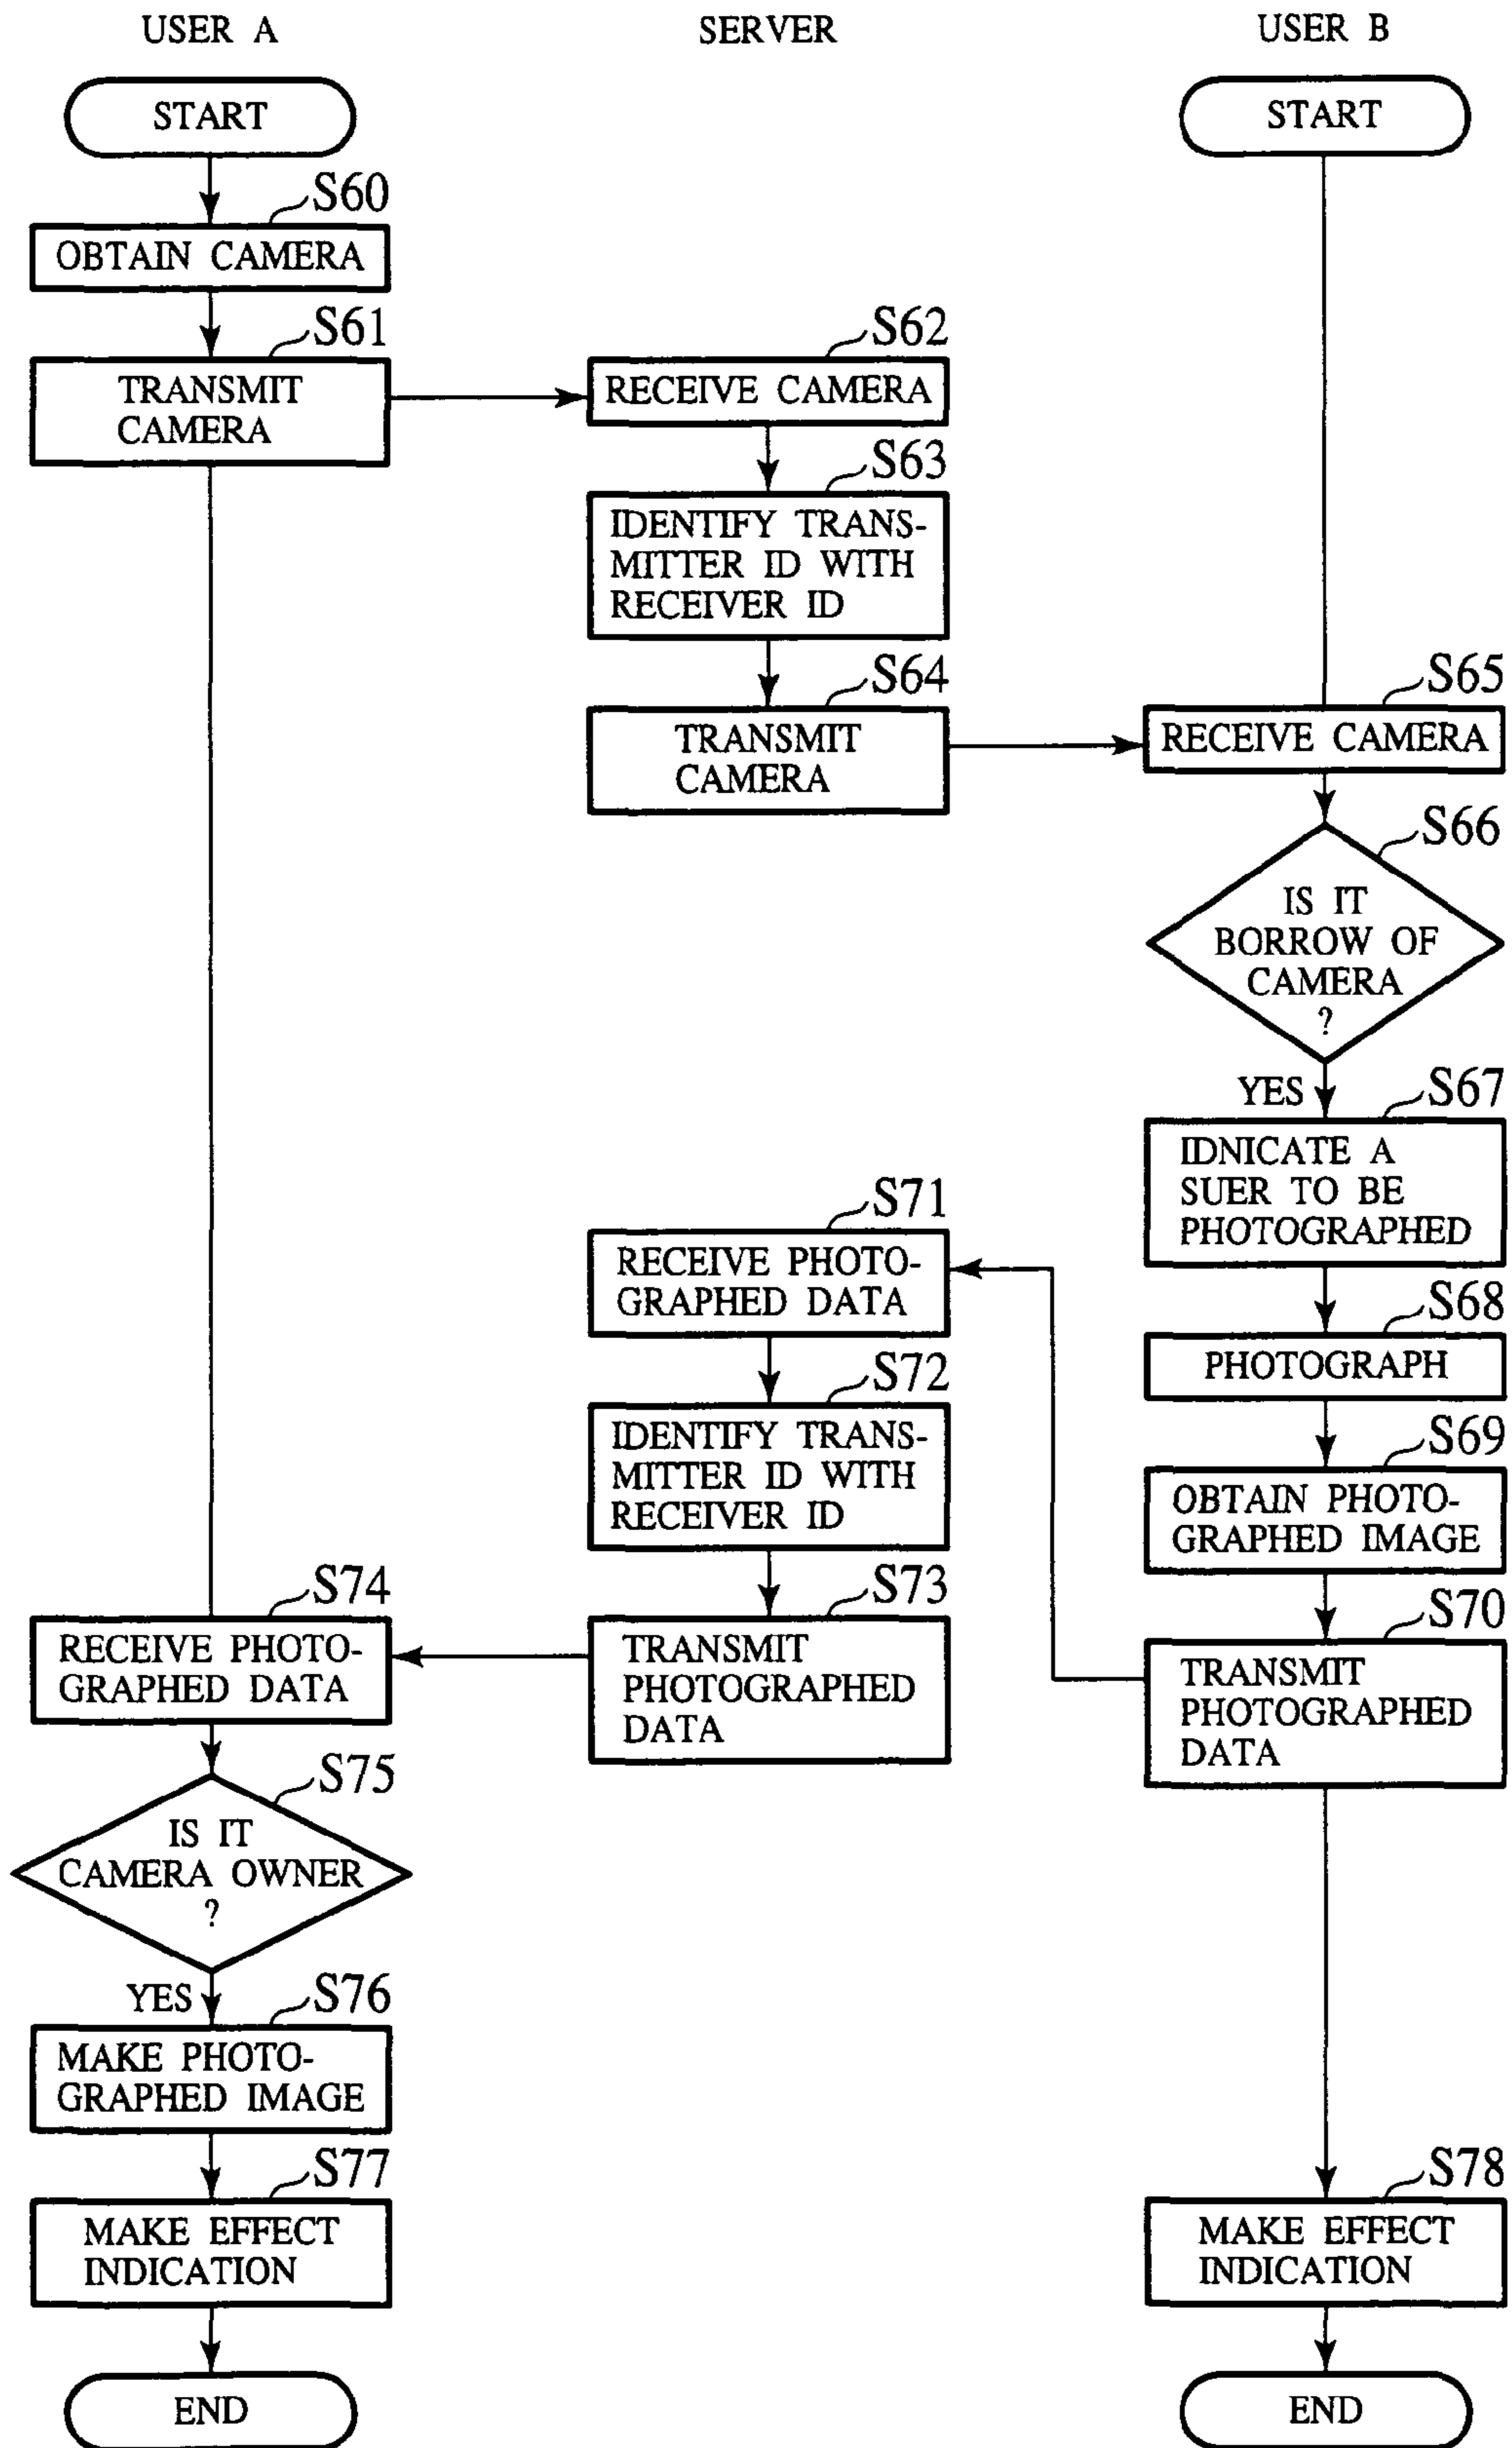 USER A
SERVER
USER B
START
START
S60
OBTAIN CAMERA
S61
TRANSMIT
CAMERA
S62
RECEIVE CAMERA
S63
IDENTIFY TRANS-
MITTER ID WITH
RECEIVER ID
S64
TRANSMIT
CAMERA
S65
RECEIVE CAMERA
S66
IS IT
BORROW OF
CAMERA
?
YES
S67
IDNICATE A
SUER TO BE
PHOTOGRAPHED
S68
PHOTOGRAPH
S69
OBTAIN PHOTO-
GRAPHED IMAGE
S70
TRANSMIT
PHOTOGRAPHED
DATA
S71
RECEIVE PHOTO-
GRAPHED DATA
S72
IDENTIFY TRANS-
MITTER ID WITH
RECEIVER ID
S73
TRANSMIT
PHOTOGRAPHED
DATA
S74
RECEIVE PHOTO-
GRAPHED DATA
S75
IS IT
CAMERA OWNER
?
YES
S76
MAKE PHOTO-
GRAPHED IMAGE
S77
MAKE EFFECT
INDICATION
S78
MAKE EFFECT
INDICATION
END
END